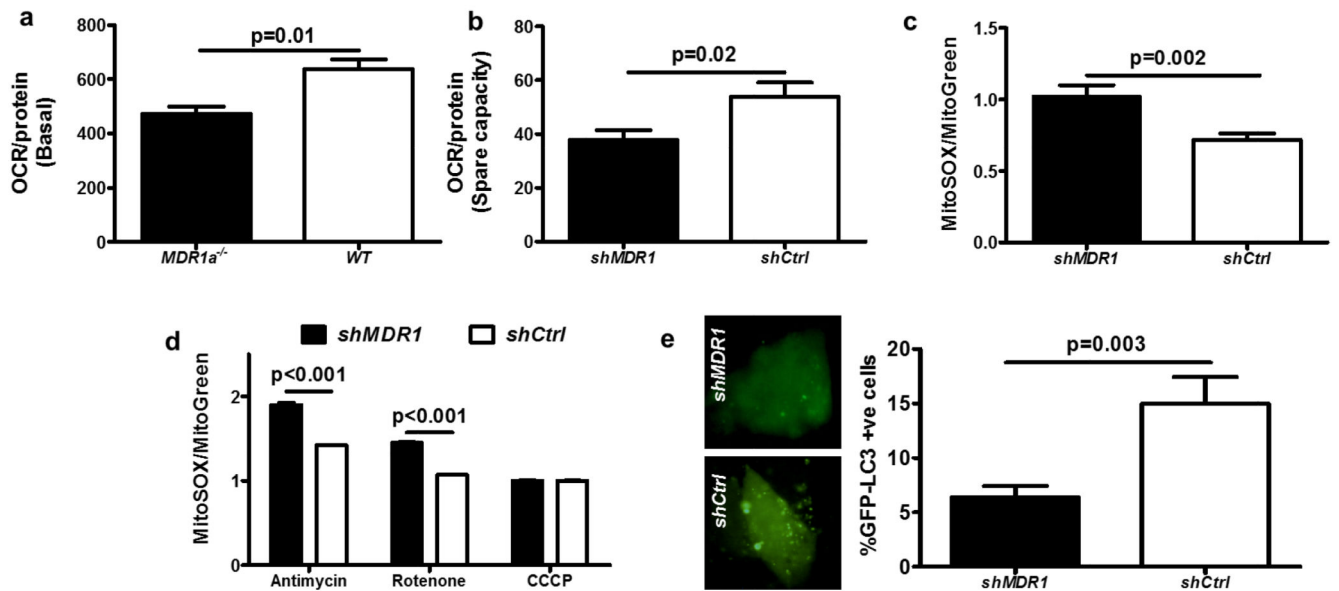 a
800
600
400
200
0
OCR/protein
(Basal)
p=0.01
MDR1a-/-
WT
b
80
60
40
20
0
OCR/protein
(Spare capacity)
p=0.02
shMDR1
shCtrl
c
1.5
1.0
0.5
0.0
MitoSOX/MitoGreen
p=0.002
shMDR1
shCtrl
d
shMDR1
shCtrl
2
1
0
MitoSOX/MitoGreen
p<0.001
p<0.001
Antimycin
Rotenone
CCCP
e
shMDR1
shCtrl
20
15
10
5
0
%GFP-LC3 +ve cells
p=0.003
shMDR1
shCtrl